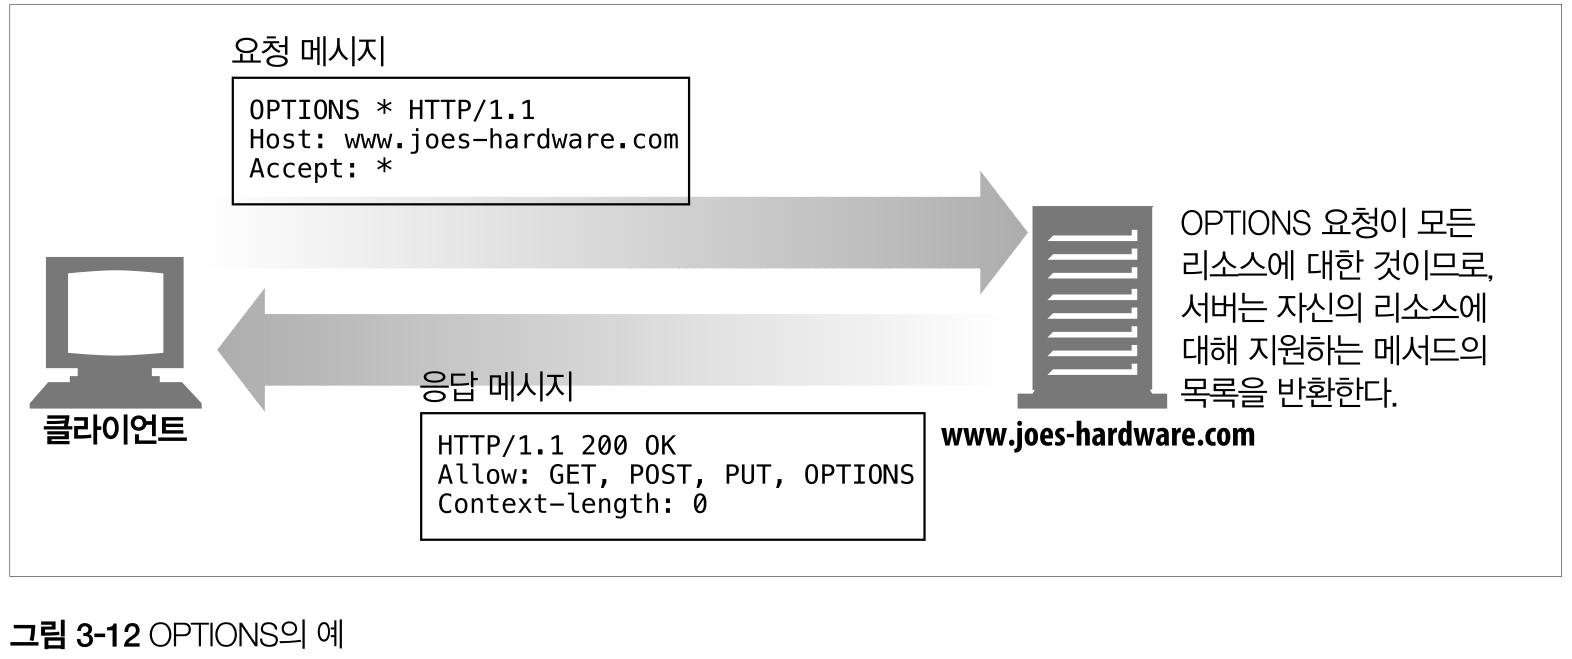 요청 메시지
OPTIONS * HTTP/1.1
Host: www.joes-hardware.com
Accept: *
OPTIONS 요청이 모든
리소스에 대한 것이므로,
서버는 자신의 리소스에
대해 지원하는 메서드의
목록을 반환한다.
클라이언트
www.joes-hardware.com
응답 메시지
HTTP/1.1 200 OK
Allow: GET, POST, PUT, OPTIONS
Context-length: 0
그림 3-12 OPTIONS의 예